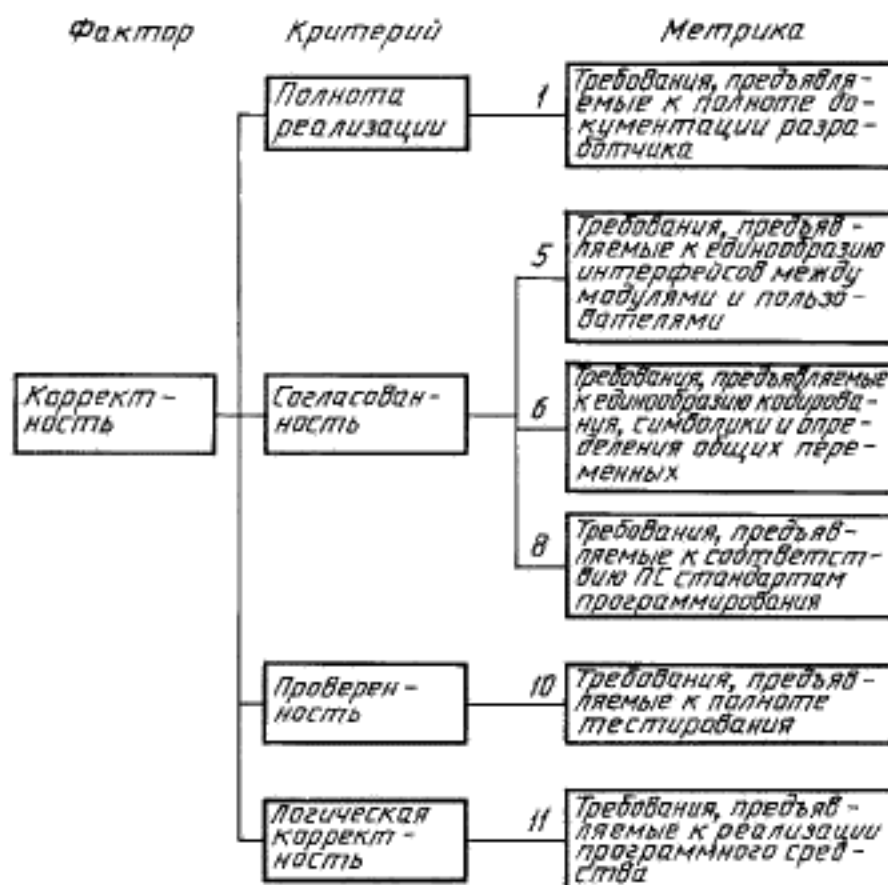 Фактор Критерий Метрика
Полнота
реализации
1
Требования, предъявля-
емые к полноте до-
кументации разра-
ботчика
5
Требования, предъяв-
ляемые к единообразию
интерфейсов между
модулями и пользо-
вателями
Коррект-
ность
Согласован-
ность
6
Требования, предъявляемые
к единообразию кодирова-
ния, символики и опре-
деления общих пере-
менных
8
Требования, предъяв-
ляемые к соответст-
вию ПС стандартам
программирования
Проверен-
ность
10
Требования, предъяв-
ляемые к полноте
тестирования
Логическая
коррект-
ность
11
Требования, предъяв-
ляемые к реализации
программного сред-
ства